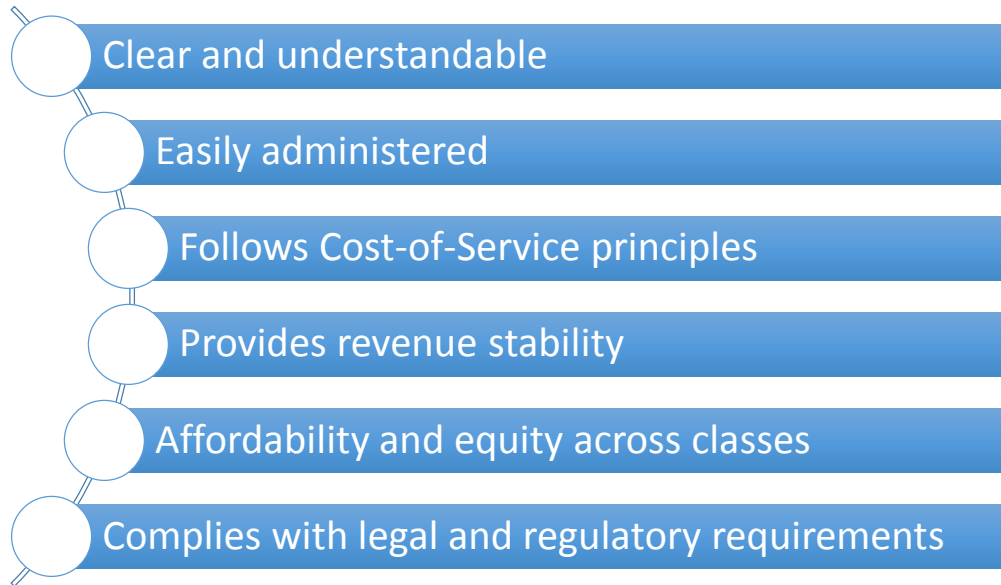 Clear and understandable
Easily administered
Follows Cost-of-Service principles
Provides revenue stability
Affordability and equity across classes
Complies with legal and regulatory requirements